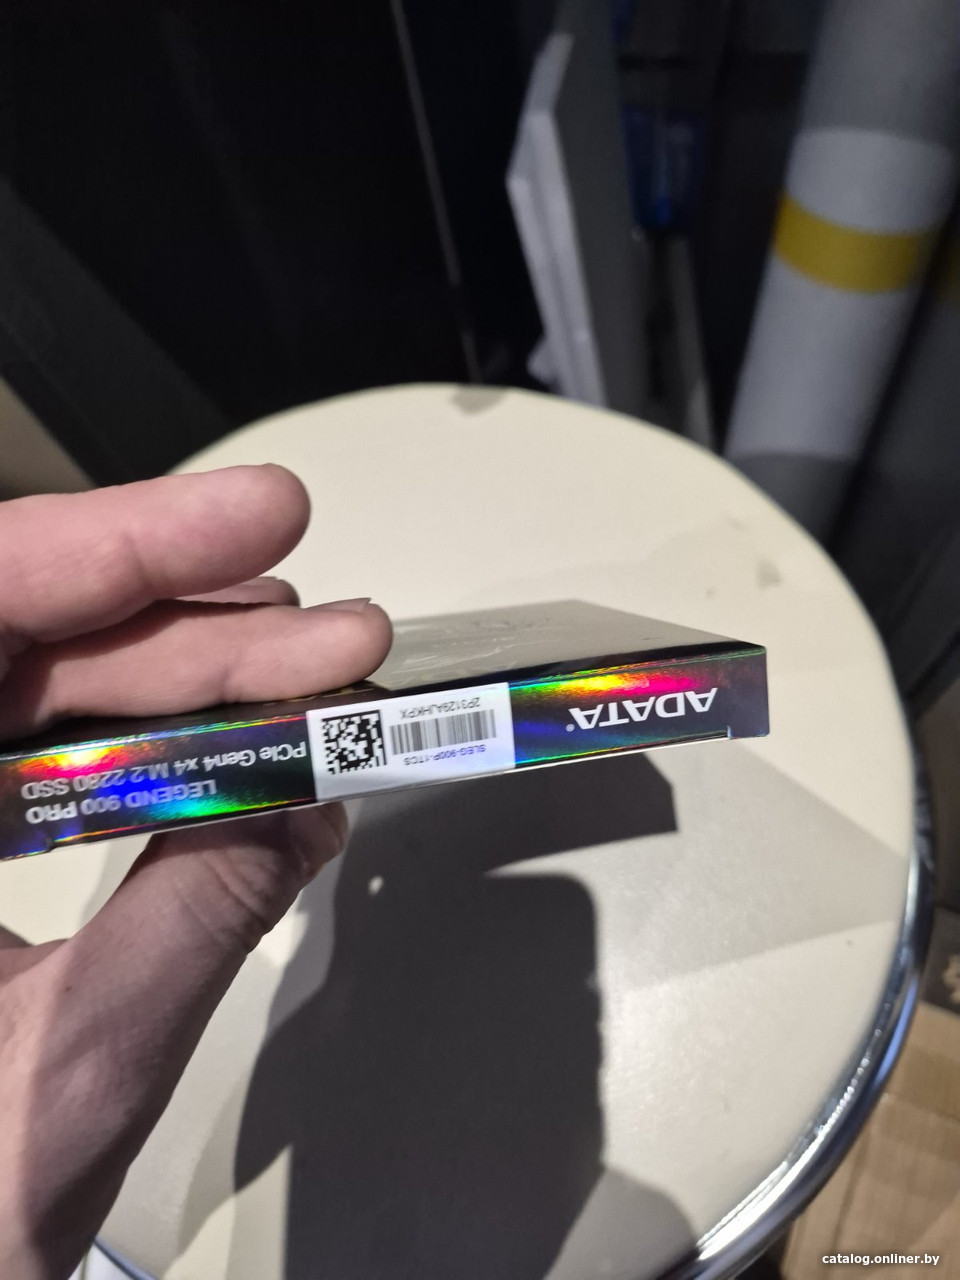 ADATA®
SLEG-900P-1TCS
2P3129AJHKPX
LEGEND 900 PRO
PCIe Gen4 x4 M.2 2280 SSD
catalog.onliner.by